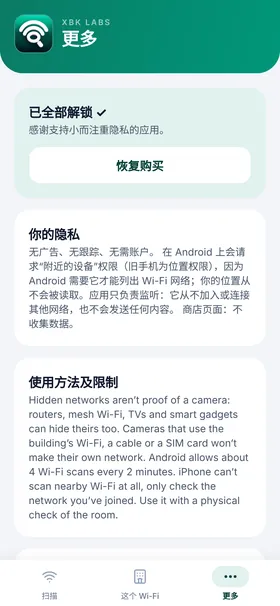 XBK LABS
更多
已全部解锁 ✓
感谢支持小而注重隐私的应用。
恢复购买
你的隐私
无广告、无跟踪、无需账户。 在 Android 上会请
求“附近的设备”权限（旧手机为位置权限），因为
Android 需要它才能列出 Wi-Fi 网络；你的位置从
不会被读取。应用只负责监听：它从不加入或连接
其他网络，也不会发送任何内容。 商店页面：不
收集数据。
使用方法及限制
Hidden networks aren’t proof of a camera:
routers, mesh Wi-Fi, TVs and smart gadgets
can hide theirs too. Cameras that use the
building’s Wi-Fi, a cable or a SIM card won’t
make their own network. Android allows about
4 Wi-Fi scans every 2 minutes. iPhone can’t
scan nearby Wi-Fi at all, only check the
network you’ve joined. Use it with a physical
check of the room.
扫描
这个 Wi-Fi
更多